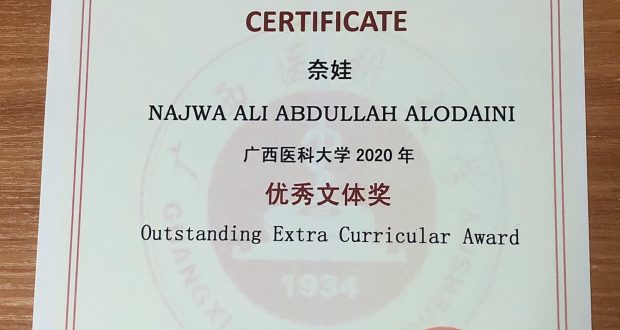 CERTIFICATE
奈娃
NAJWA ALI ABDULLAH ALODAINI
广西医科大学 2020 年
优秀文体奖
Outstanding Extra Curricular Award
1934